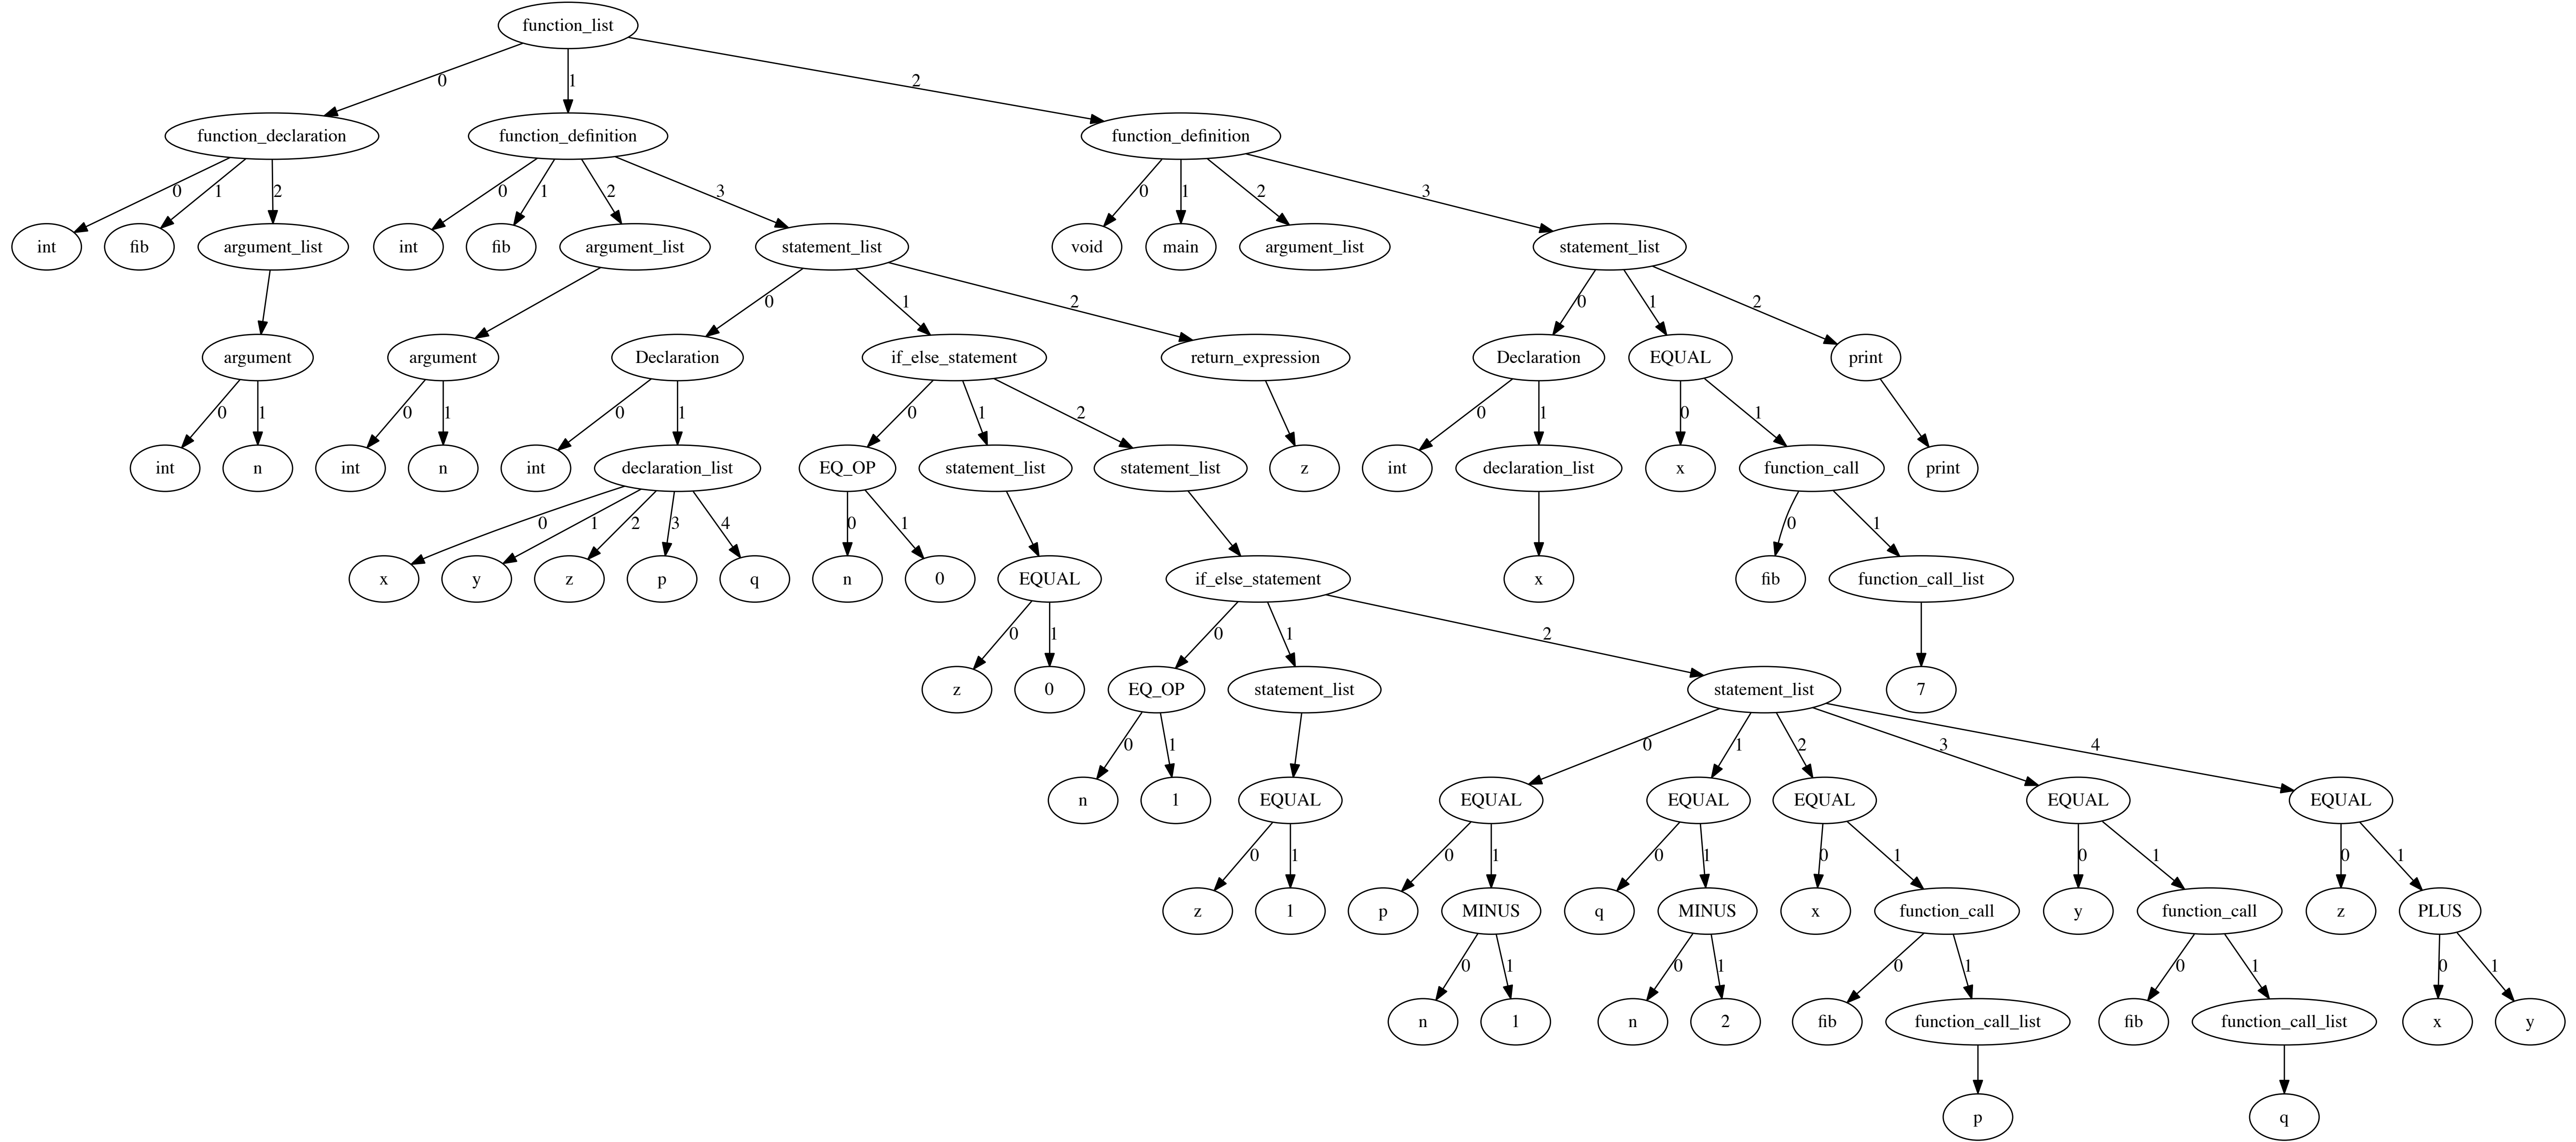 function_list
0 1 2
function_declaration function_definition function_definition
0 1 2 0 1 2 3 0 1 2 3
int fib argument_list int fib argument_list statement_list void main argument_list statement_list
0 1 2 0 1 2
argument argument Declaration if_else_statement return_expression Declaration EQUAL print
0 1 0 1 0 1 0 1 2 0 1 0 1
int n int n int declaration_list EQ_OP statement_list statement_list z int declaration_list x function_call print
0 1 2 3 4 0 1 0 1
x y z p q n 0 EQUAL if_else_statement x fib function_call_list
0 1 0 1 2
z 0 EQ_OP statement_list statement_list 7
0 1 0 1 2 3 4
n 1 EQUAL EQUAL EQUAL EQUAL EQUAL EQUAL
0 1 0 1 0 1 0 1 0 1 0 1
z 1 p MINUS q MINUS x function_call y function_call z PLUS
0 1 0 1 0 1 0 1 0 1
n 1 n 2 fib function_call_list fib function_call_list x y
p q